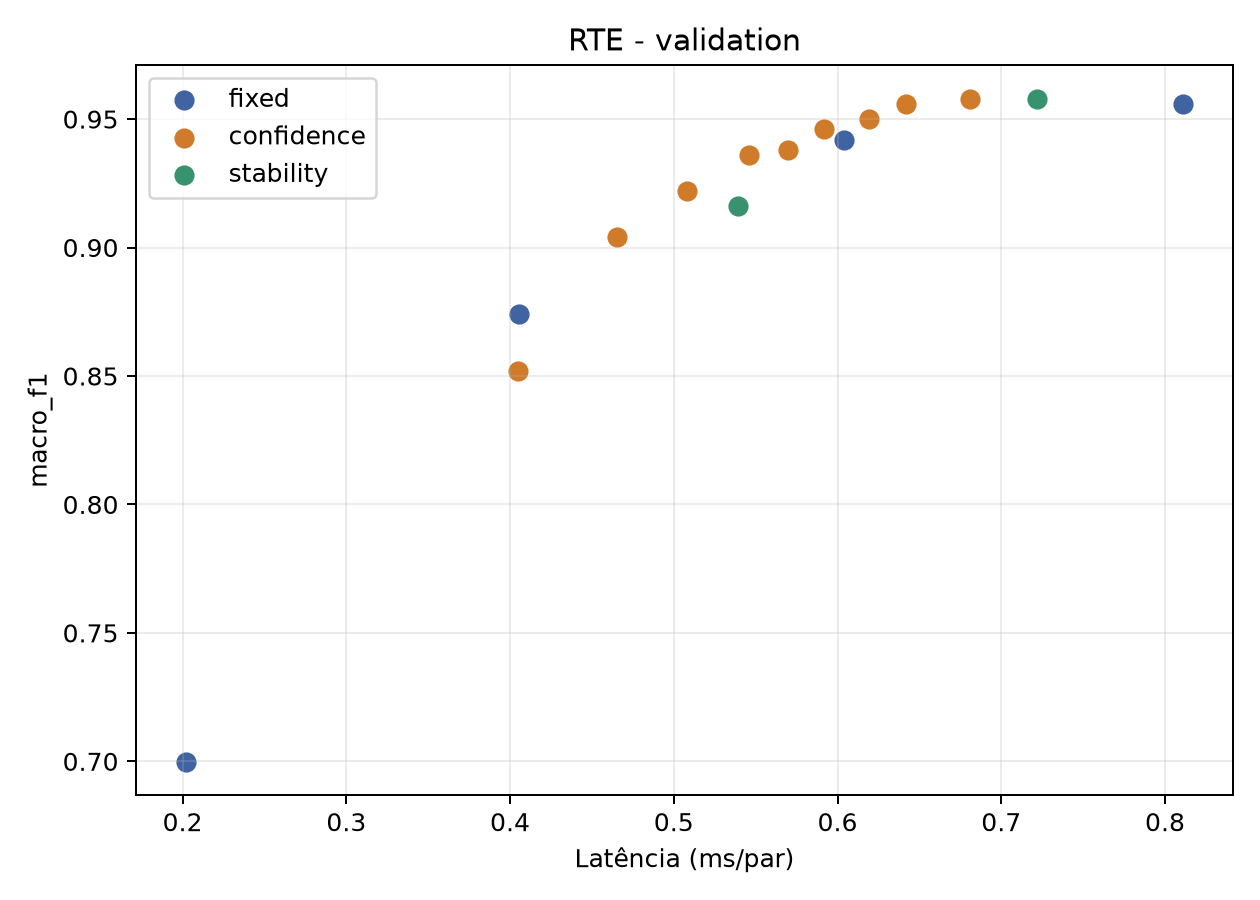 RTE - validation
fixed
confidence
stability
macro_f1
0.95
0.90
0.85
0.80
0.75
0.70
0.2 0.3 0.4 0.5 0.6 0.7 0.8
Latência (ms/par)